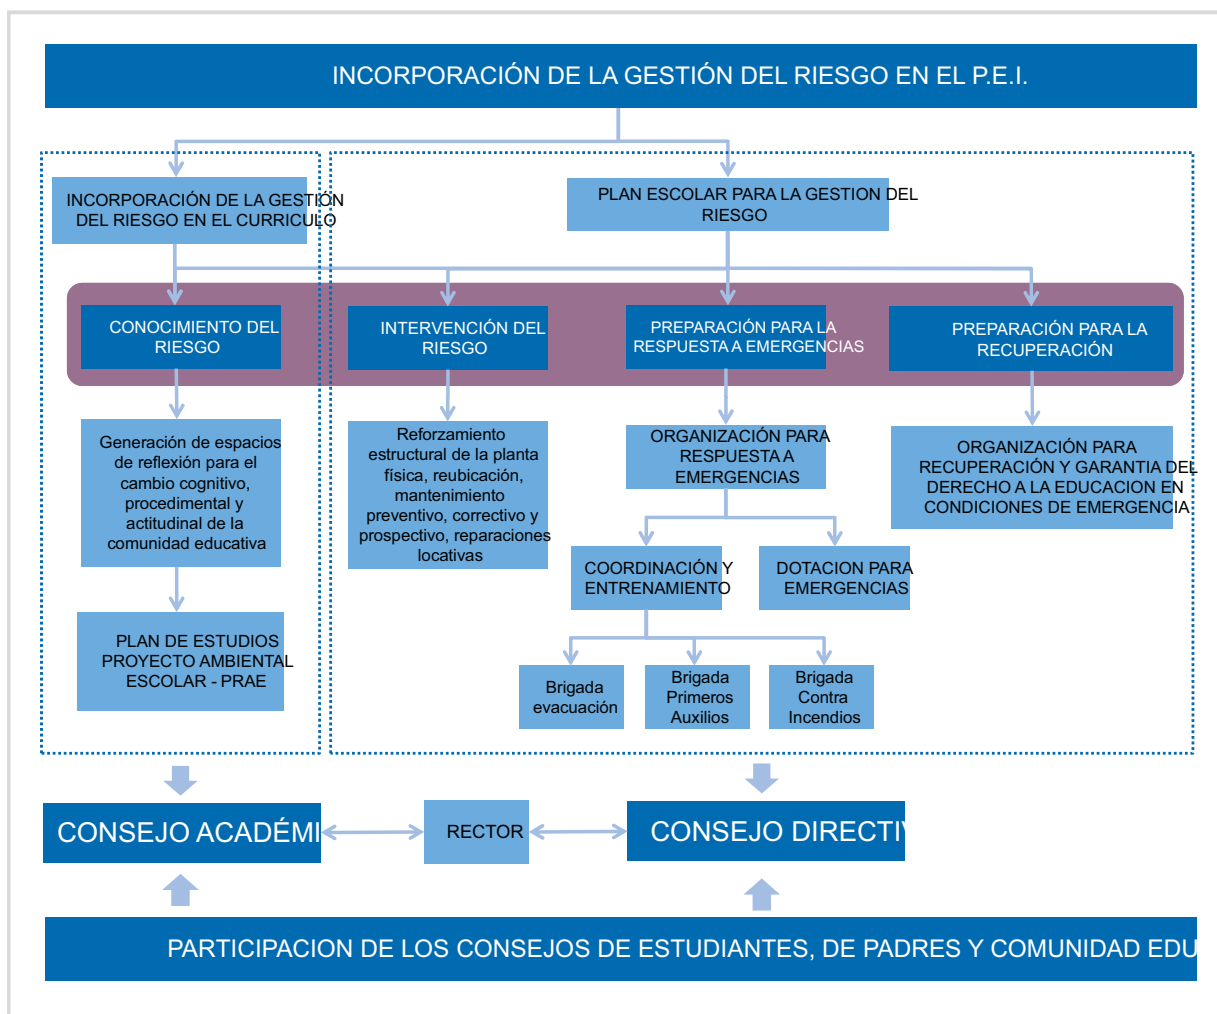 INCORPORACIÓN DE LA GESTIÓN DEL RIESGO EN EL P.E.I.
INCORPORACIÓN DE LA GESTIÓN
DEL RIESGO EN EL CURRICULO
PLAN ESCOLAR PARA LA GESTION DEL
RIESGO
CONOCIMIENTO DEL
RIESGO
INTERVENCIÓN DEL
RIESGO
PREPARACIÓN PARA LA
RESPUESTA A EMERGENCIAS
PREPARACIÓN PARA LA
RECUPERACIÓN
Generación de espacios
de reflexión para el
cambio cognitivo,
procedimental y
actitudinal de la
comunidad educativa
Reforzamiento
estructural de la planta
física, reubicación,
mantenimiento
preventivo, correctivo y
prospectivo, reparaciones
locativas
ORGANIZACIÓN PARA
RESPUESTA A
EMERGENCIAS
ORGANIZACIÓN PARA
RECUPERACIÓN Y GARANTIA DEL
DERECHO A LA EDUCACION EN
CONDICIONES DE EMERGENCIA
COORDINACIÓN Y
ENTRENAMIENTO
DOTACION PARA
EMERGENCIAS
PLAN DE ESTUDIOS
PROYECTO AMBIENTAL
ESCOLAR - PRAE
Brigada
evacuación
Brigada
Primeros
Auxilios
Brigada
Contra
Incendios
CONSEJO ACADÉMI
RECTOR
CONSEJO DIRECTIV
PARTICIPACION DE LOS CONSEJOS DE ESTUDIANTES, DE PADRES Y COMUNIDAD EDU